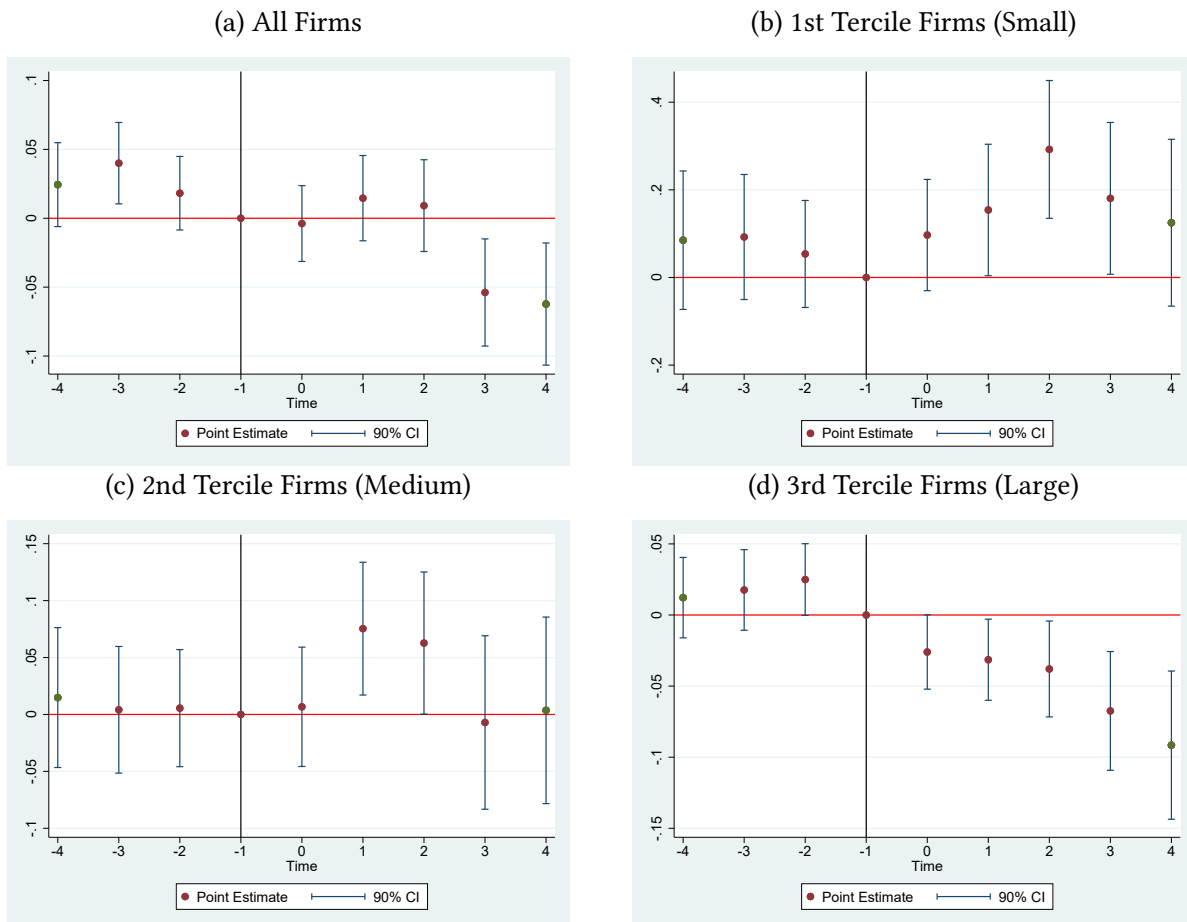 (a) All Firms
.1
.05
0
-.05
-.1
-4 -3 -2 -1 0 1 2 3 4
Time
Point Estimate 90% CI
(b) 1st Tercile Firms (Small)
.4
.2
0
-.2
-4 -3 -2 -1 0 1 2 3 4
Time
Point Estimate 90% CI
(c) 2nd Tercile Firms (Medium)
.15
.1
.05
0
-.05
-.1
-4 -3 -2 -1 0 1 2 3 4
Time
Point Estimate 90% CI
(d) 3rd Tercile Firms (Large)
.05
0
-.05
-.1
-.15
-4 -3 -2 -1 0 1 2 3 4
Time
Point Estimate 90% CI